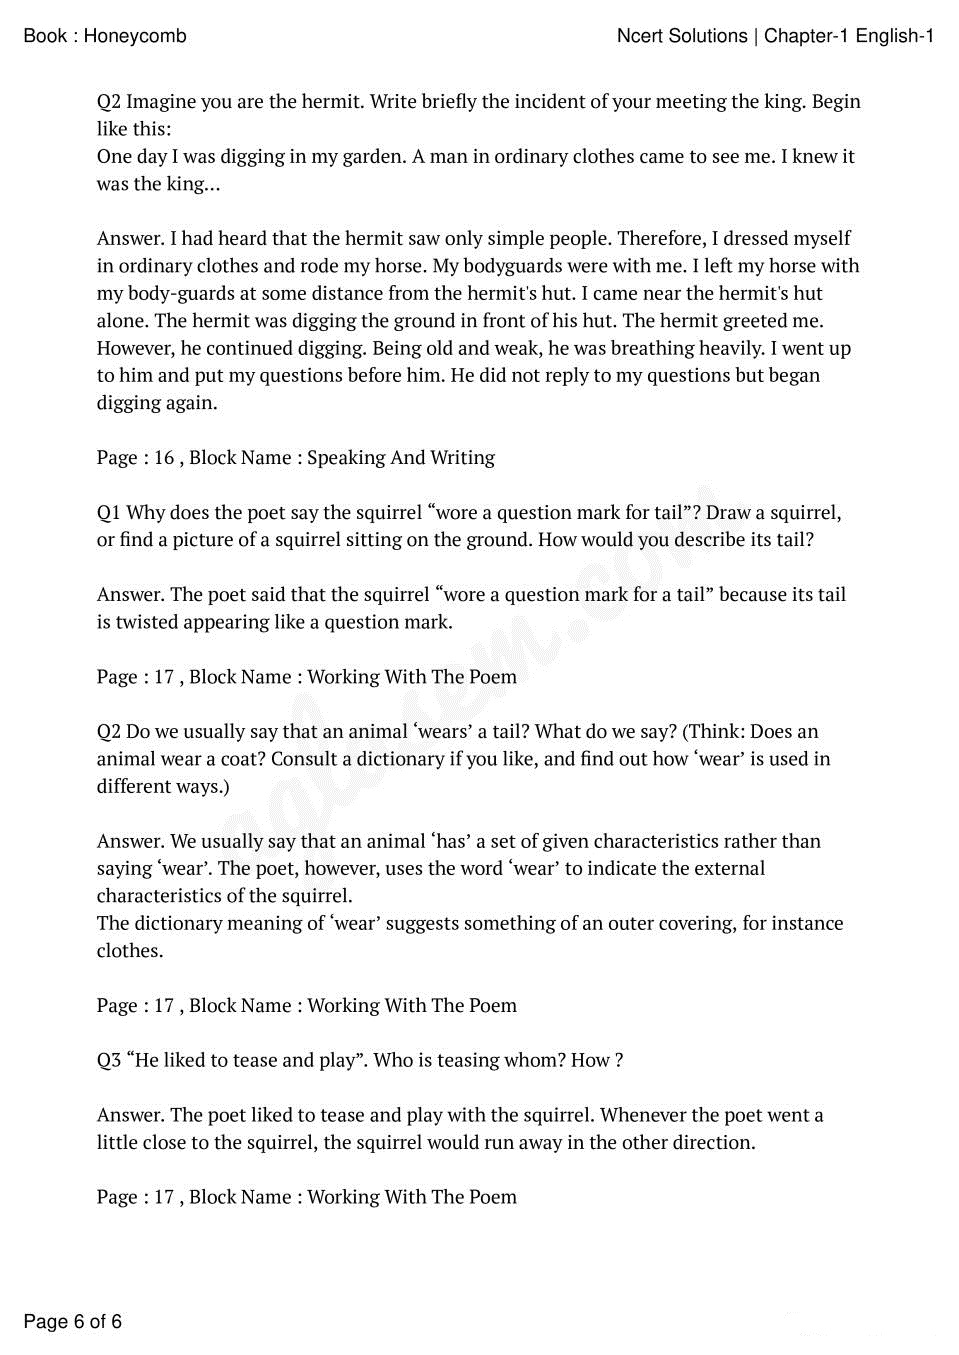 Book : Honeycomb
Ncert Solutions | Chapter-1 English-1
Q2 Imagine you are the hermit. Write briefly the incident of your meeting the king. Begin
like this:
One day I was digging in my garden. A man in ordinary clothes came to see me. I knew it
was the king...
Answer. I had heard that the hermit saw only simple people. Therefore, I dressed myself
in ordinary clothes and rode my horse. My bodyguards were with me. I left my horse with
my body-guards at some distance from the hermit's hut. I came near the hermit's hut
alone. The hermit was digging the ground in front of his hut. The hermit greeted me.
However, he continued digging. Being old and weak, he was breathing heavily. I went up
to him and put my questions before him. He did not reply to my questions but began
digging again.
Page : 16 , Block Name : Speaking And Writing
Q1 Why does the poet say the squirrel “wore a question mark for tail”? Draw a squirrel,
or find a picture of a squirrel sitting on the ground. How would you describe its tail?
Answer. The poet said that the squirrel “wore a question mark for a tail” because its tail
is twisted appearing like a question mark.
Page : 17 , Block Name : Working With The Poem
Q2 Do we usually say that an animal ‘wears’ a tail? What do we say? (Think: Does an
animal wear a coat? Consult a dictionary if you like, and find out how ‘wear’ is used in
different ways.)
Answer. We usually say that an animal ‘has’ a set of given characteristics rather than
saying ‘wear’. The poet, however, uses the word ‘wear’ to indicate the external
characteristics of the squirrel.
The dictionary meaning of ‘wear’ suggests something of an outer covering, for instance
clothes.
Page : 17 , Block Name : Working With The Poem
Q3 “He liked to tease and play”. Who is teasing whom? How ?
Answer. The poet liked to tease and play with the squirrel. Whenever the poet went a
little close to the squirrel, the squirrel would run away in the other direction.
Page : 17 , Block Name : Working With The Poem
aglasem.com
Page 6 of 6